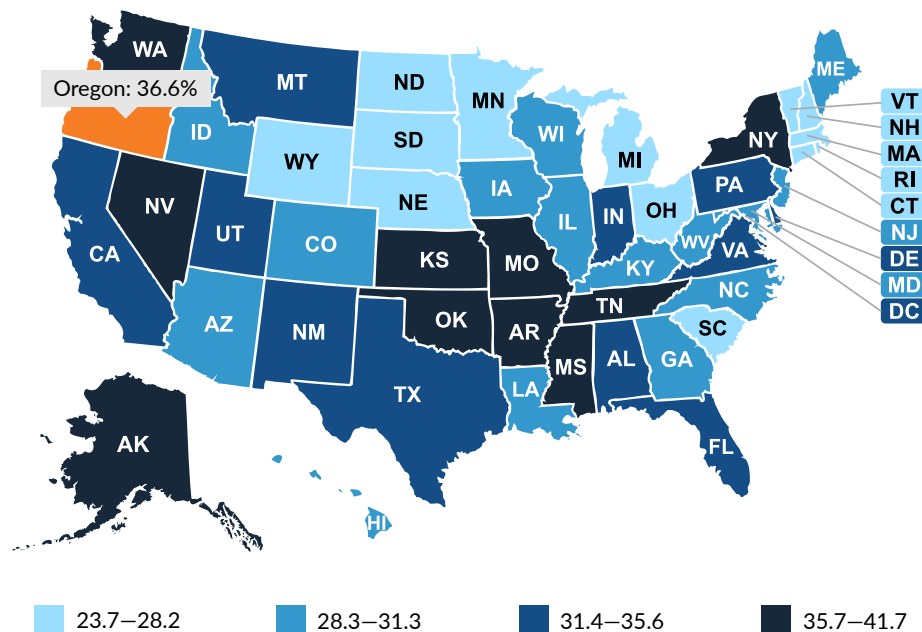 WA
Oregon: 36.6%
MT
ID
WY
ND
SD
NE
MN
WI
MI
IA
IL
IN
OH
NY
PA
ME
VT
NH
MA
RI
CT
NJ
DE
MD
DC
NV
CA
UT
CO
KS
MO
KY
WV
VA
NC
TN
SC
AZ
NM
OK
AR
TX
LA
MS
AL
GA
FL
AK
HI
23.7–28.2
28.3–31.3
31.4–35.6
35.7–41.7